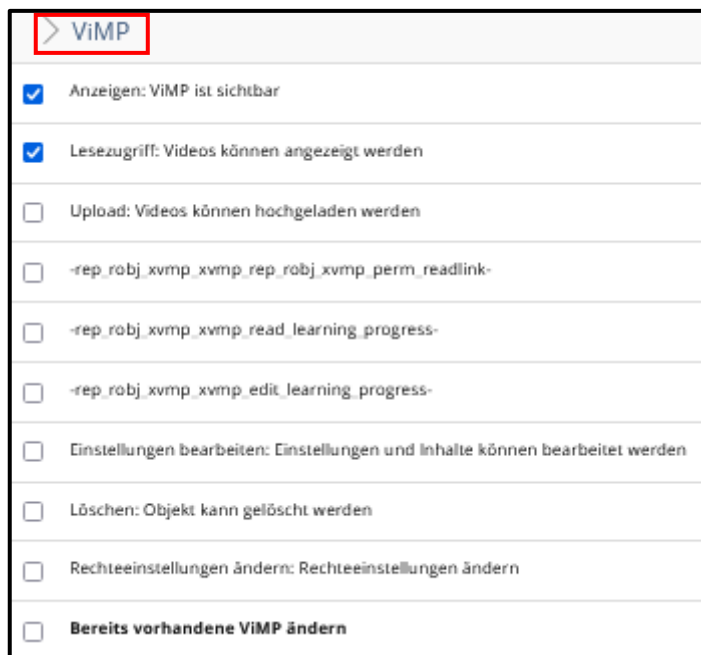 ViMP
Anzeigen: ViMP ist sichtbar
Lesezugriff: Videos können angezeigt werden
Upload: Videos können hochgeladen werden
-rep_robj_xvmp_xvmp_rep_robj_xvmp_perm_readlink-
-rep_robj_xvmp_xvmp_read_learning_progress-
-rep_robj_xvmp_xvmp_edit_learning_progress-
Einstellungen bearbeiten: Einstellungen und Inhalte können bearbeitet werden
Löschen: Objekt kann gelöscht werden
Rechteeinstellungen ändern: Rechteeinstellungen ändern
Bereits vorhandene ViMP ändern